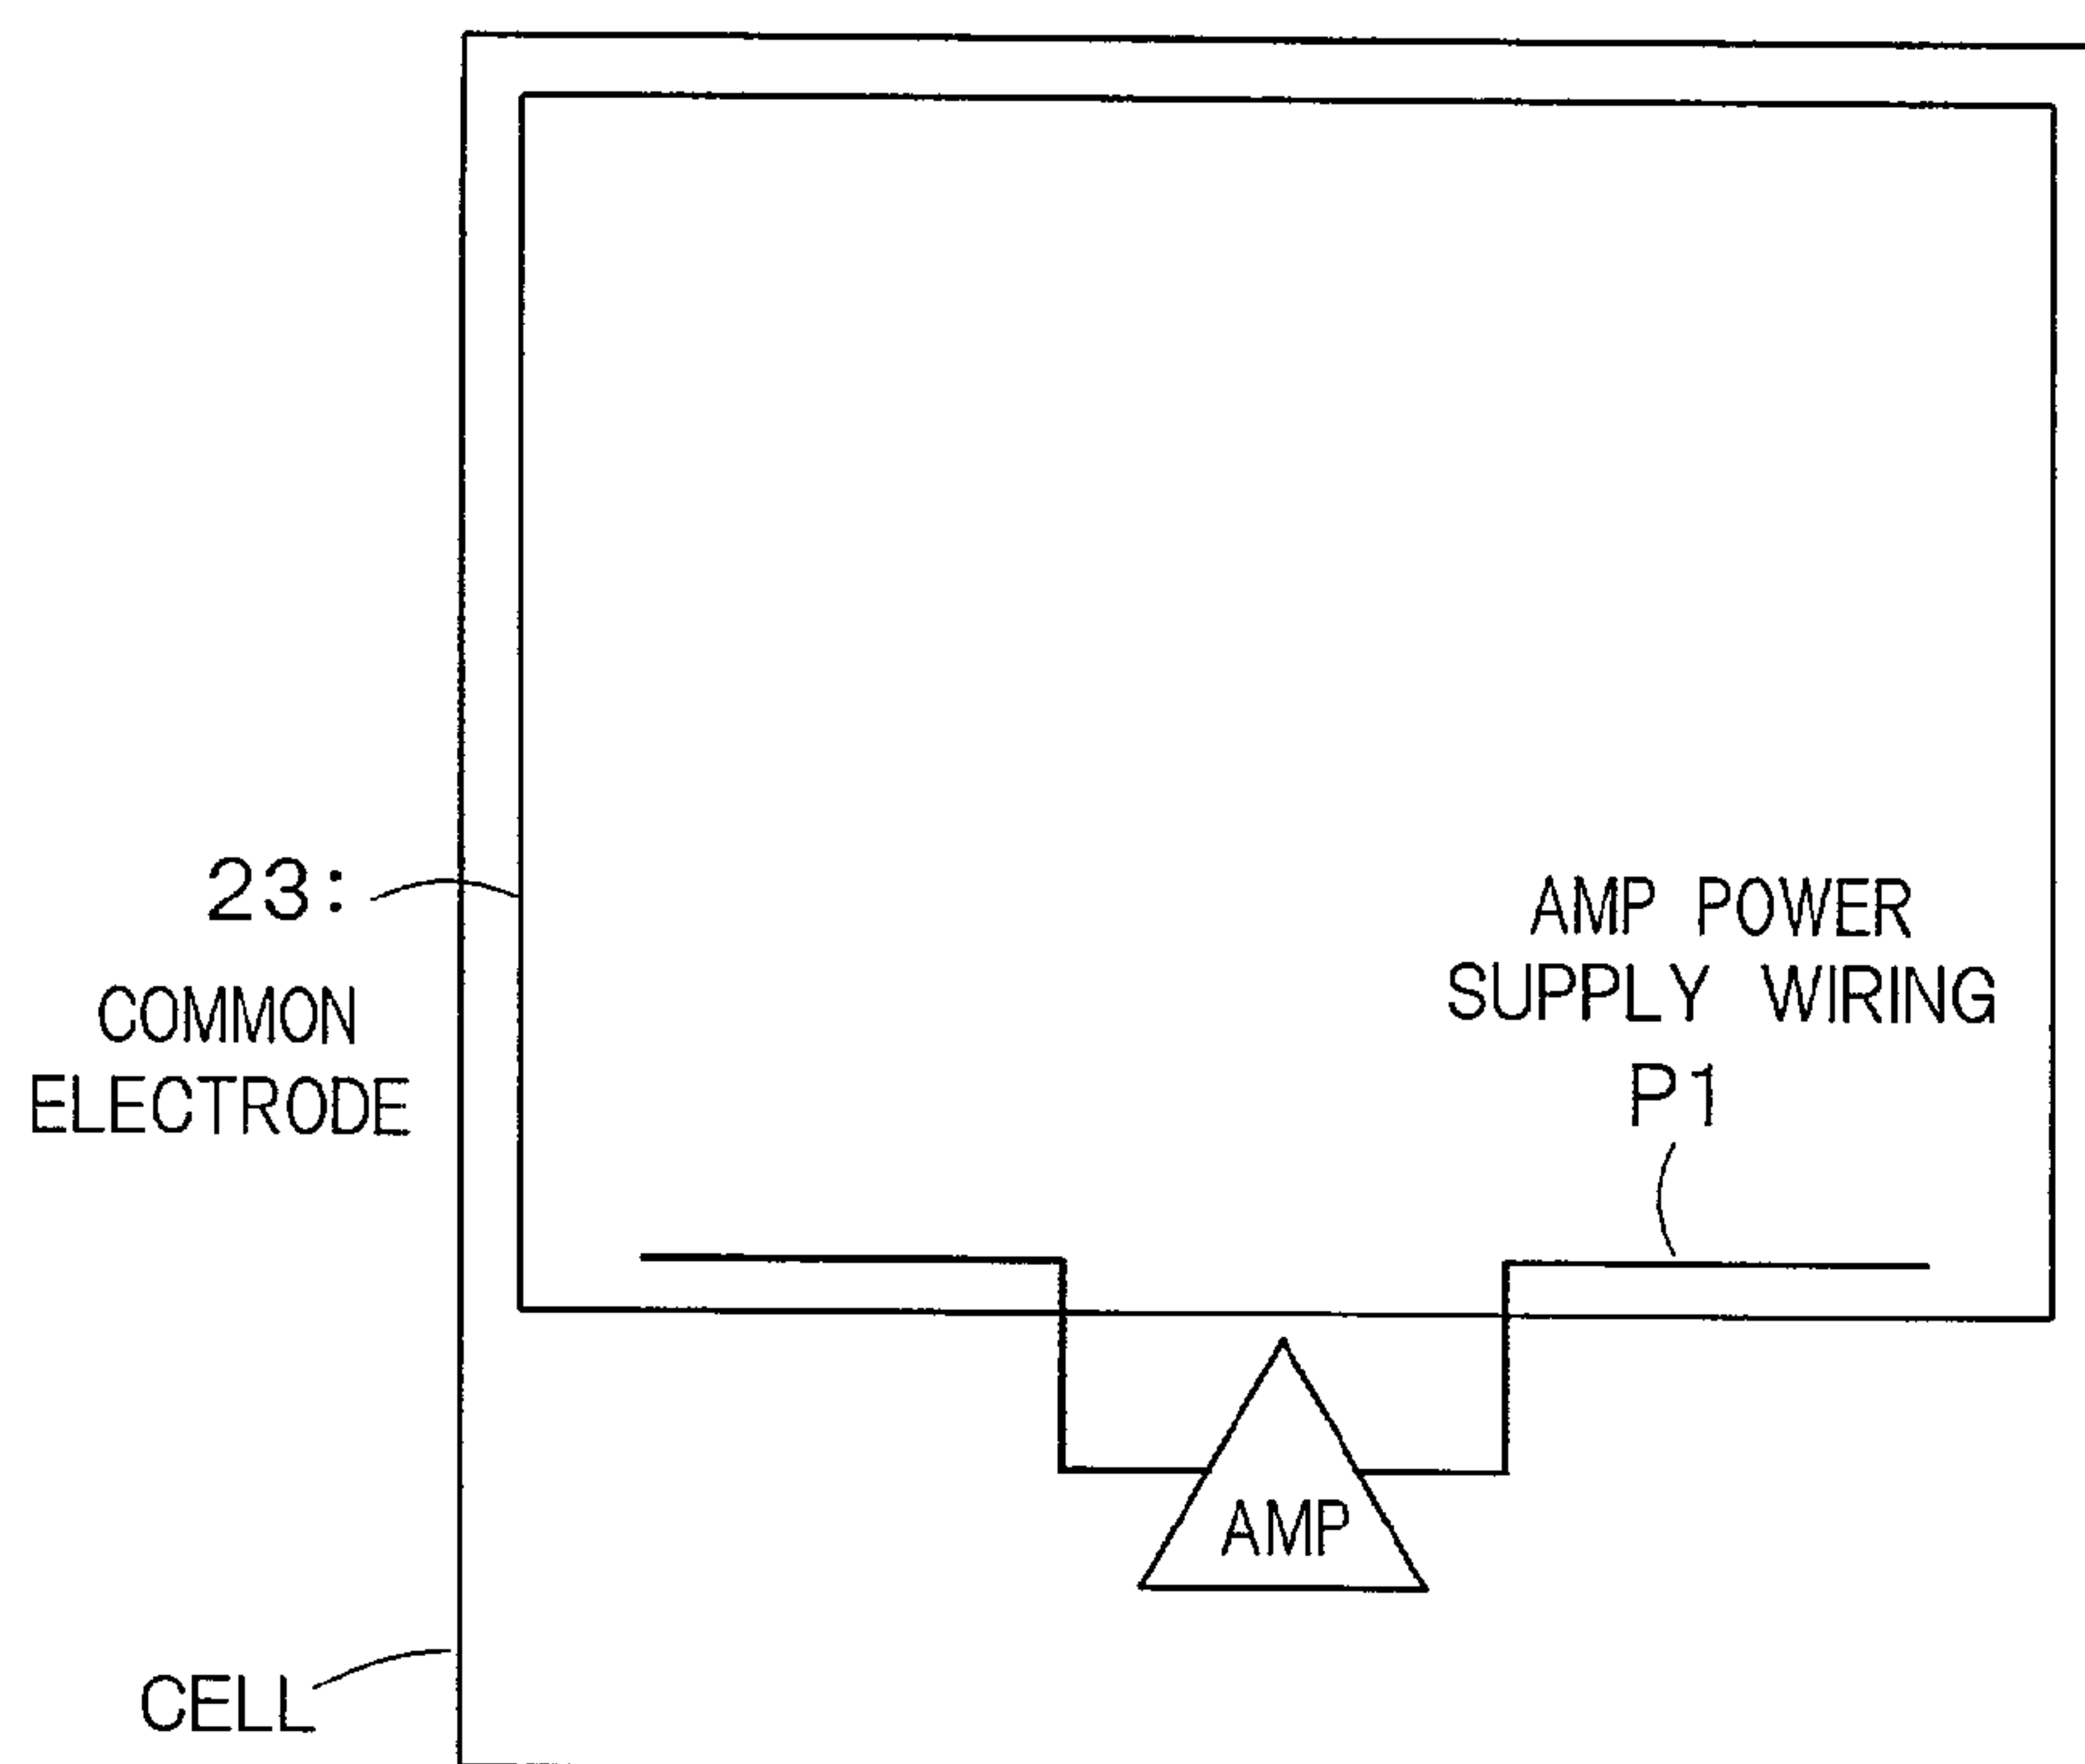 23:
COMMON
ELECTRODE
AMP POWER
SUPPLY WIRING
P1
AMP
CELL